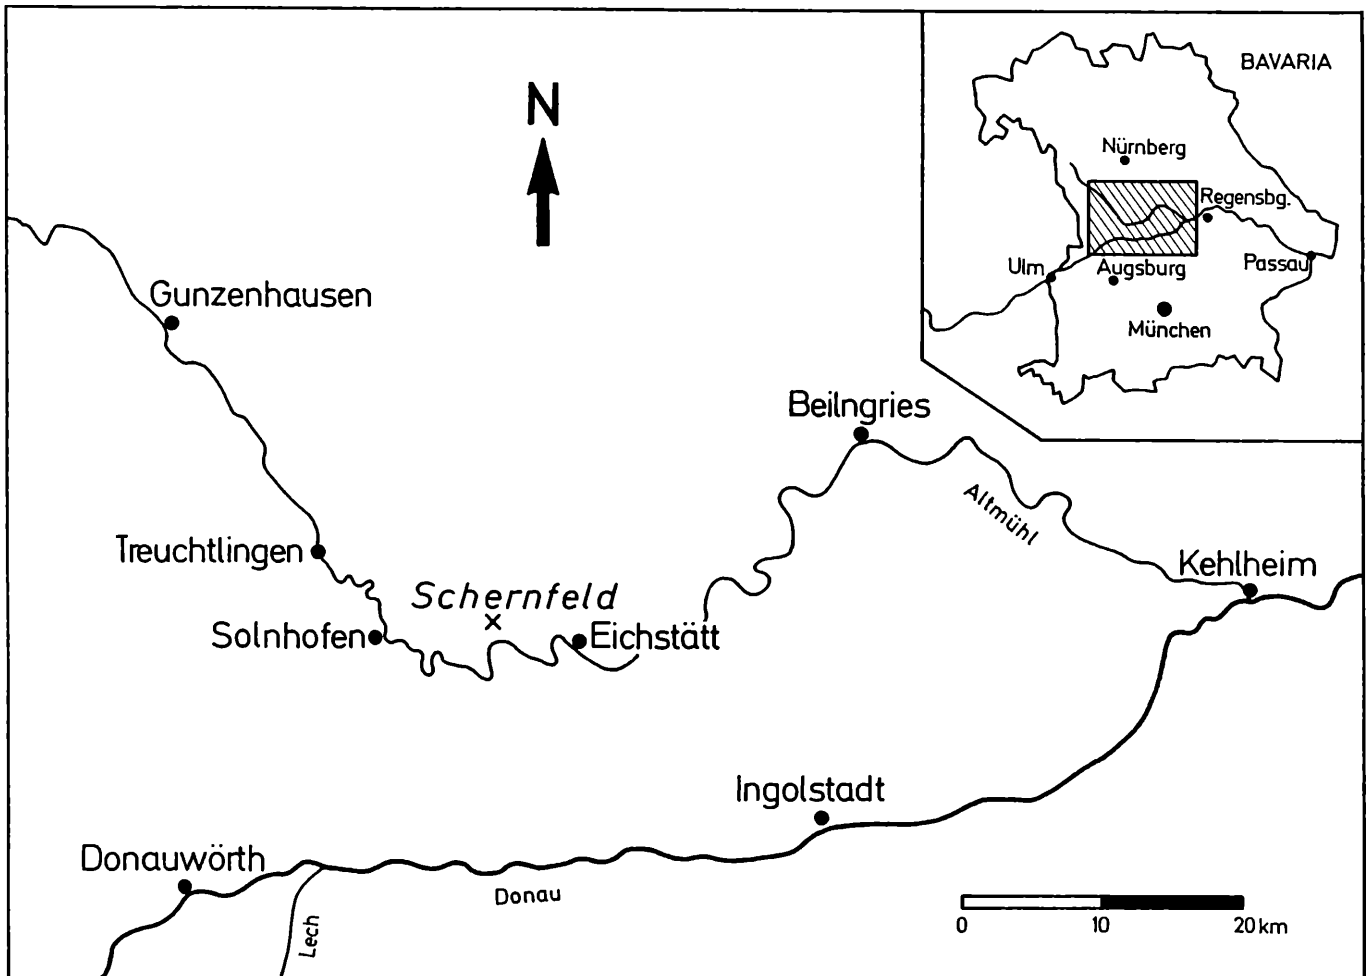 N
BAVARIA
Nürnberg
Regensbg.
Ulm
Augsburg
Passau
München
Gunzenhausen
Beilngries
Altmühl
Treuchtlingen
Kehlheim
Schernfeld
x
Solnhofen
Eichstätt
Ingolstadt
Donauwörth
Donau
Lech
0 10 20 km